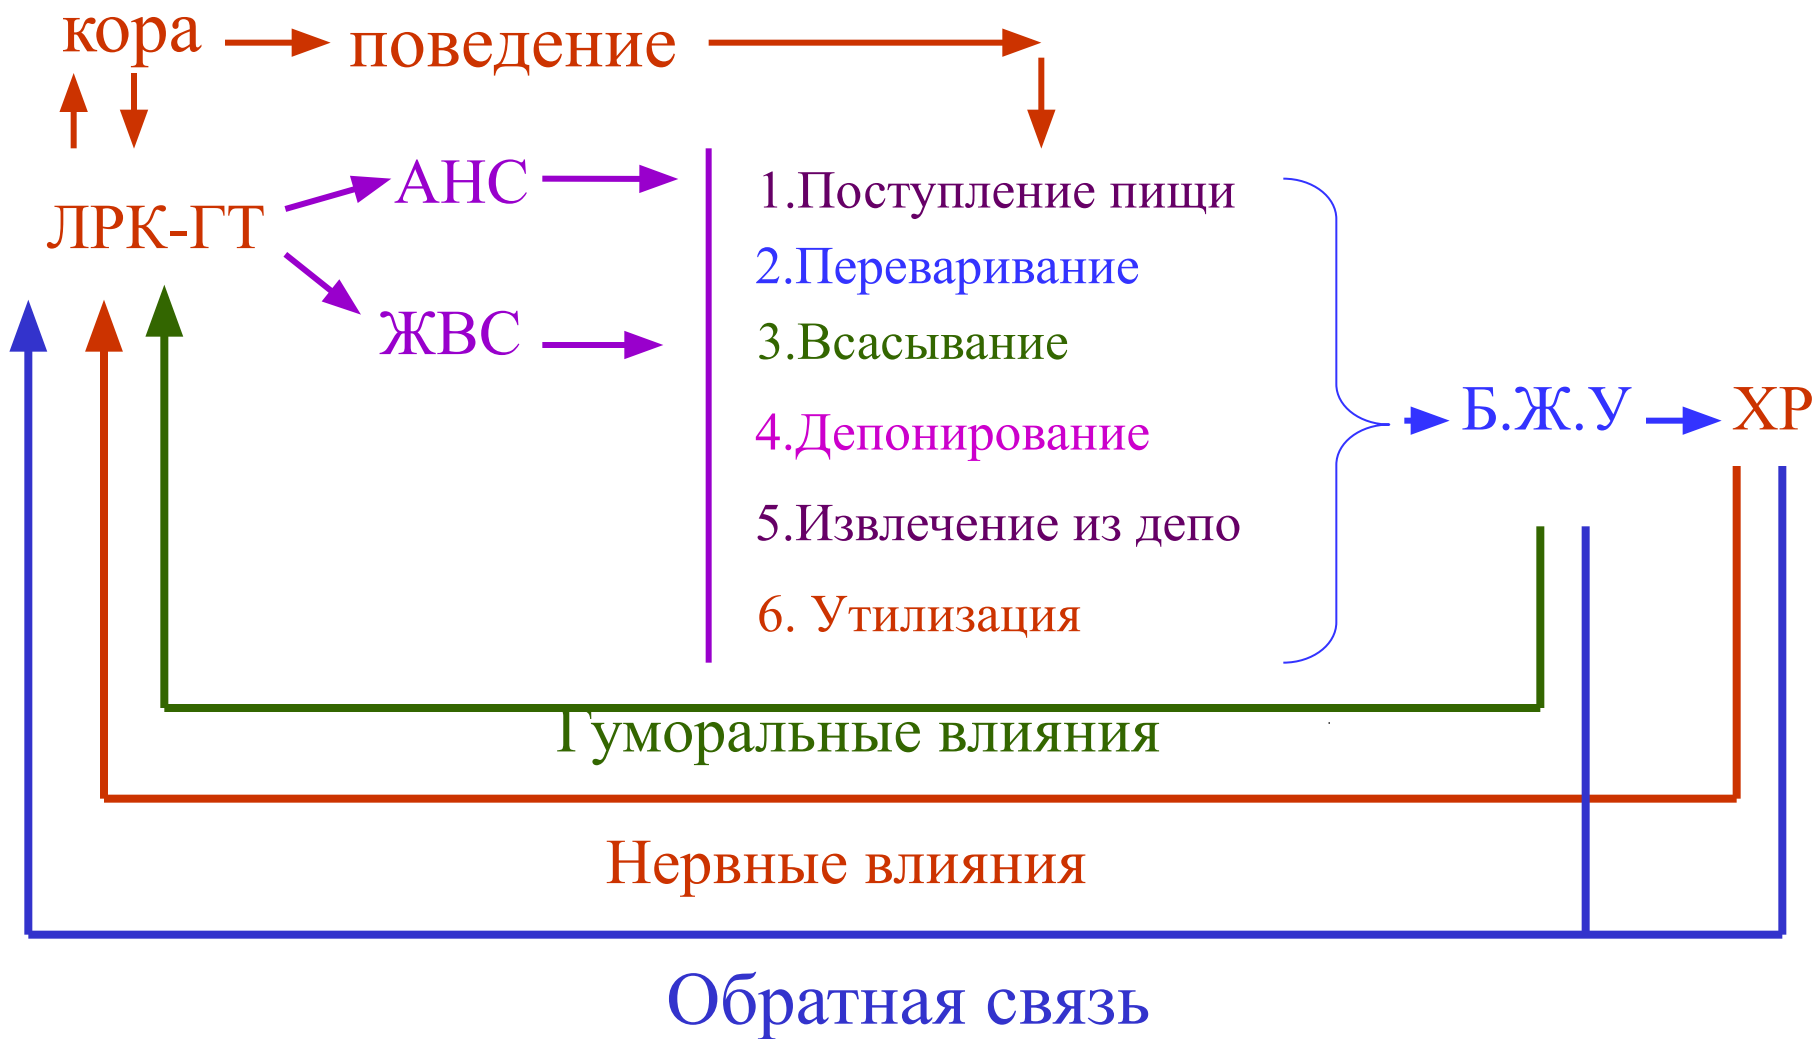 кора
поведение
АНС
ЛРК-ГТ
ЖВС
1.Поступление пищи
2.Переваривание
3.Всасывание
4.Депонирование
5.Извлечение из депо
6. Утилизация
Б.Ж.У
ХР
Гуморальные влияния
Нервные влияния
Обратная связь